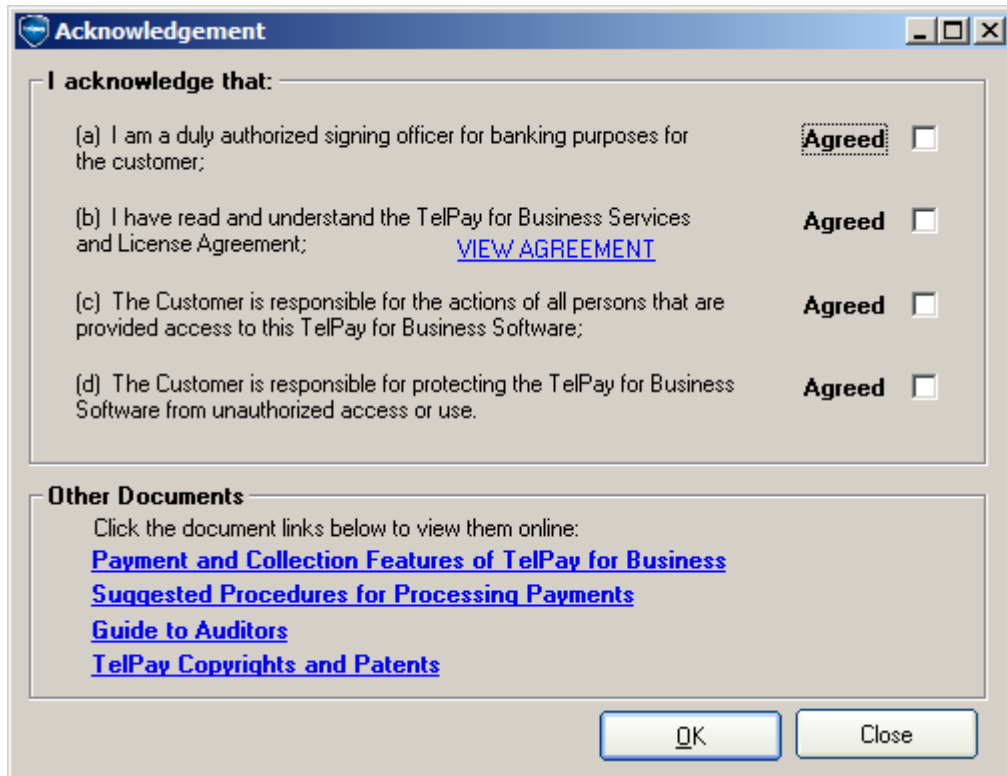 Acknowledgement
I acknowledge that:
(a) I am a duly authorized signing officer for banking purposes for
the customer;
Agreed
(b) I have read and understand the TelPay for Business Services
and License Agreement;
VIEW AGREEMENT
Agreed
(c) The Customer is responsible for the actions of all persons that are
provided access to this TelPay for Business Software;
Agreed
(d) The Customer is responsible for protecting the TelPay for Business
Software from unauthorized access or use.
Agreed
Other Documents
Click the document links below to view them online:
Payment and Collection Features of TelPay for Business
Suggested Procedures for Processing Payments
Guide to Auditors
TelPay Copyrights and Patents
OK
Close